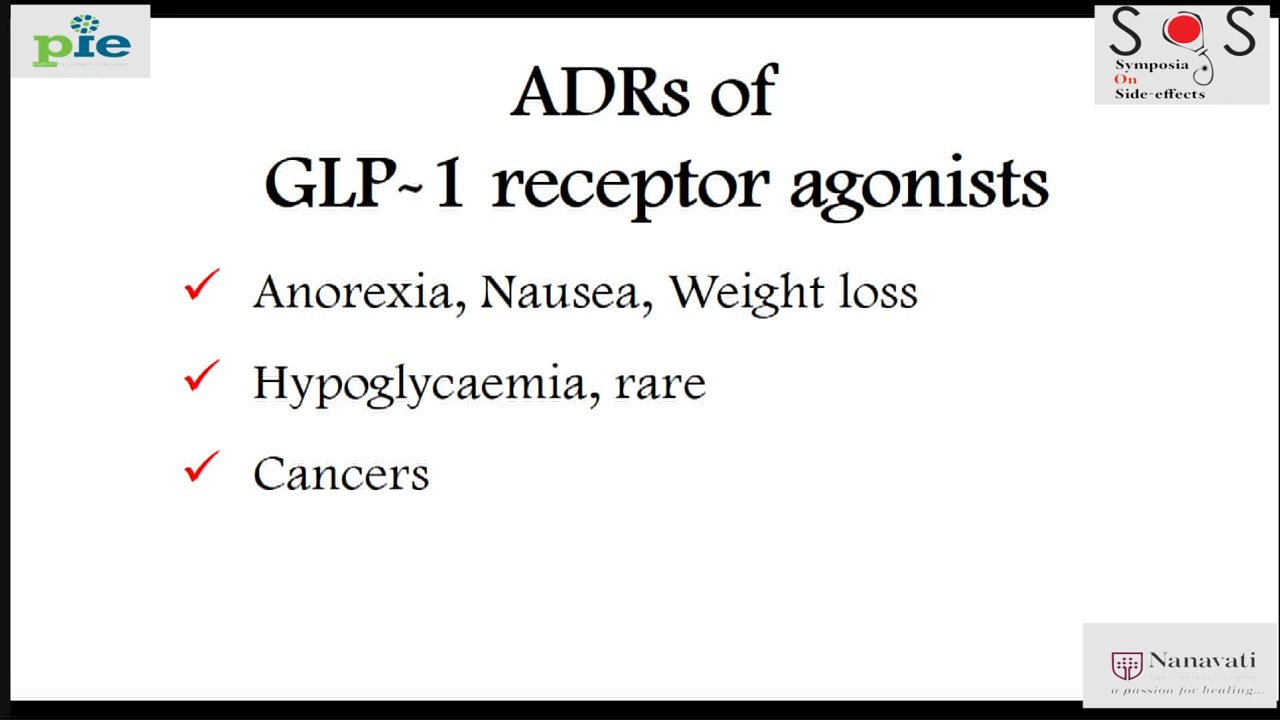 pie
S S
Symposia
On
Side-effects
ADRs of
GLP~1 receptor agonists
Anorexia, Nausea, Weight loss
Hypoglycaemia, rare
Cancers
Nanavati
a passion for healing...